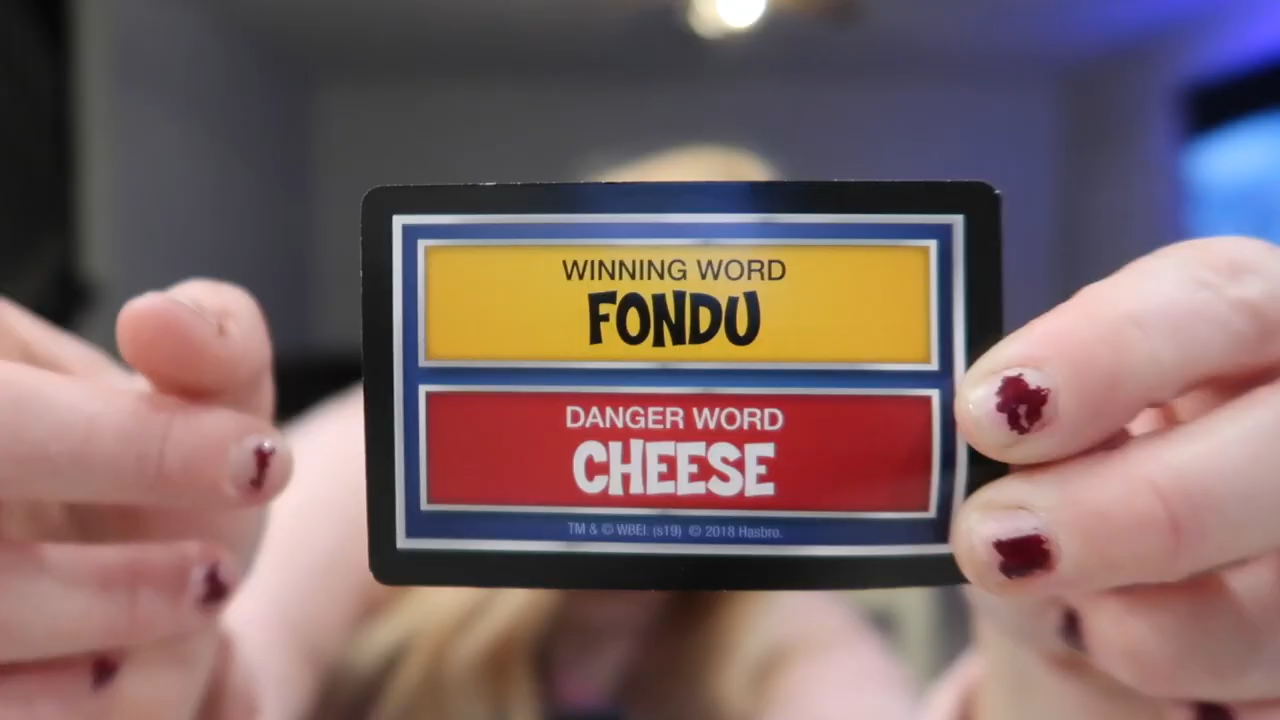 WINNING WORD
FONDU
DANGER WORD
CHEESE
TM & © WBEI. (s19) © 2018 Hasbro.